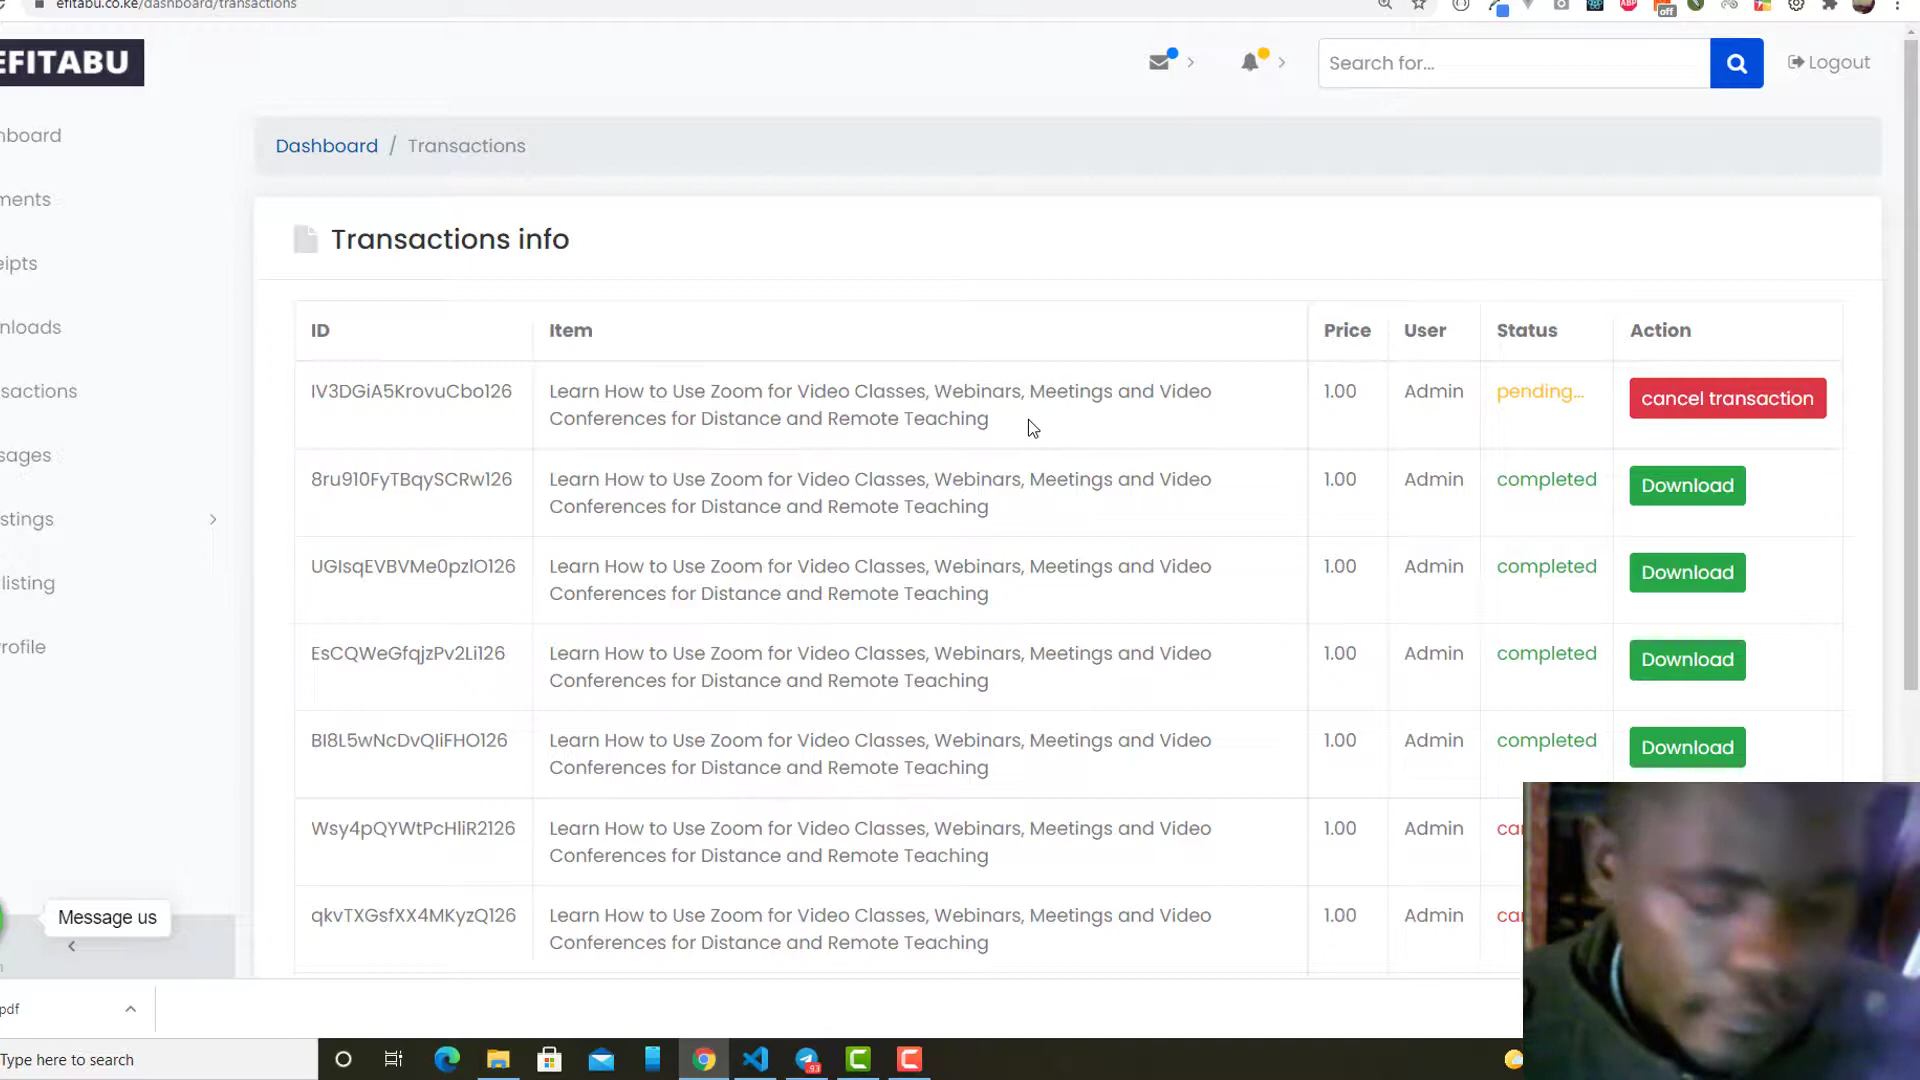 efitabu.co.ke/dashboard/transactions
EFITABU
Search for...
Logout
Dashboard / Transactions
Transactions info
ID Item Price User Status Action
IV3DGiA5KrovuCbo126 Learn How to Use Zoom for Video Classes, Webinars, Meetings and Video 1.00 Admin pending... cancel transaction
Conferences for Distance and Remote Teaching
8ru910FyTBqySCRw126 Learn How to Use Zoom for Video Classes, Webinars, Meetings and Video 1.00 Admin completed Download
Conferences for Distance and Remote Teaching
UGIsqEVBVMe0pzlO126 Learn How to Use Zoom for Video Classes, Webinars, Meetings and Video 1.00 Admin completed Download
Conferences for Distance and Remote Teaching
EsCQWeGfqjzPv2Li126 Learn How to Use Zoom for Video Classes, Webinars, Meetings and Video 1.00 Admin completed Download
Conferences for Distance and Remote Teaching
BI8L5wNcDvQIiFHO126 Learn How to Use Zoom for Video Classes, Webinars, Meetings and Video 1.00 Admin completed Download
Conferences for Distance and Remote Teaching
Wsy4pQYWtPcHliR2126 Learn How to Use Zoom for Video Classes, Webinars, Meetings and Video 1.00 Admin ca
Conferences for Distance and Remote Teaching
qkvTXGsfXX4MKyzQ126 Learn How to Use Zoom for Video Classes, Webinars, Meetings and Video 1.00 Admin ca
Conferences for Distance and Remote Teaching
hboard
ments
eipts
nloads
sactions
sages
stings
listing
rofile
Message us
pdf
Type here to search
off
ABP
93